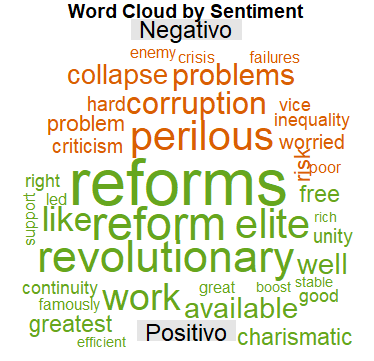 Word Cloud by Sentiment
Negativo
enemy crisis failures
collapse problems
hard corruption vice
problem perilous inequality
criticism worried
risk poor
reforms
right free
led
support like reform elite rich
unity
revolutionary well
continuity great boost stable
famously work available good
greatest
efficient Positivo charismatic